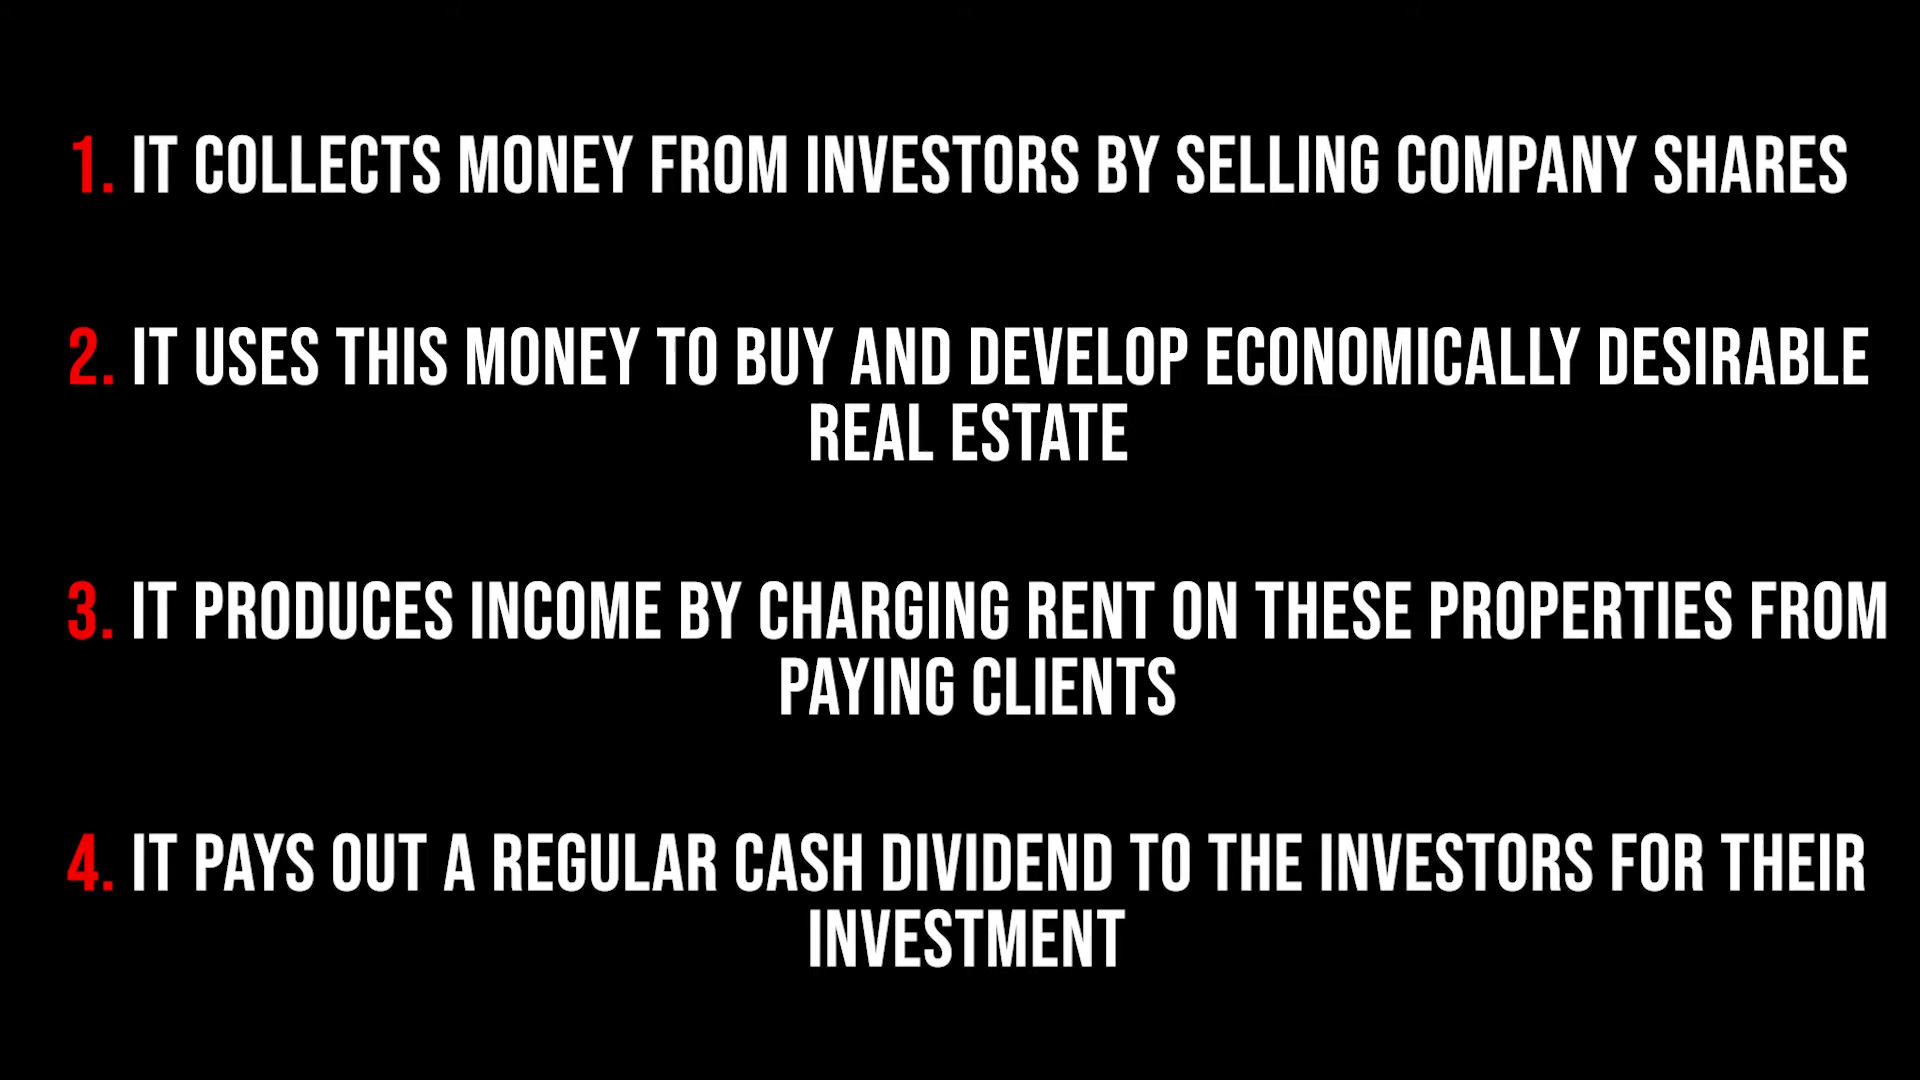 1. IT COLLECTS MONEY FROM INVESTORS BY SELLING COMPANY SHARES
2. IT USES THIS MONEY TO BUY AND DEVELOP ECONOMICALLY DESIRABLE
REAL ESTATE
3. IT PRODUCES INCOME BY CHARGING RENT ON THESE PROPERTIES FROM
PAYING CLIENTS
4. IT PAYS OUT A REGULAR CASH DIVIDEND TO THE INVESTORS FOR THEIR
INVESTMENT